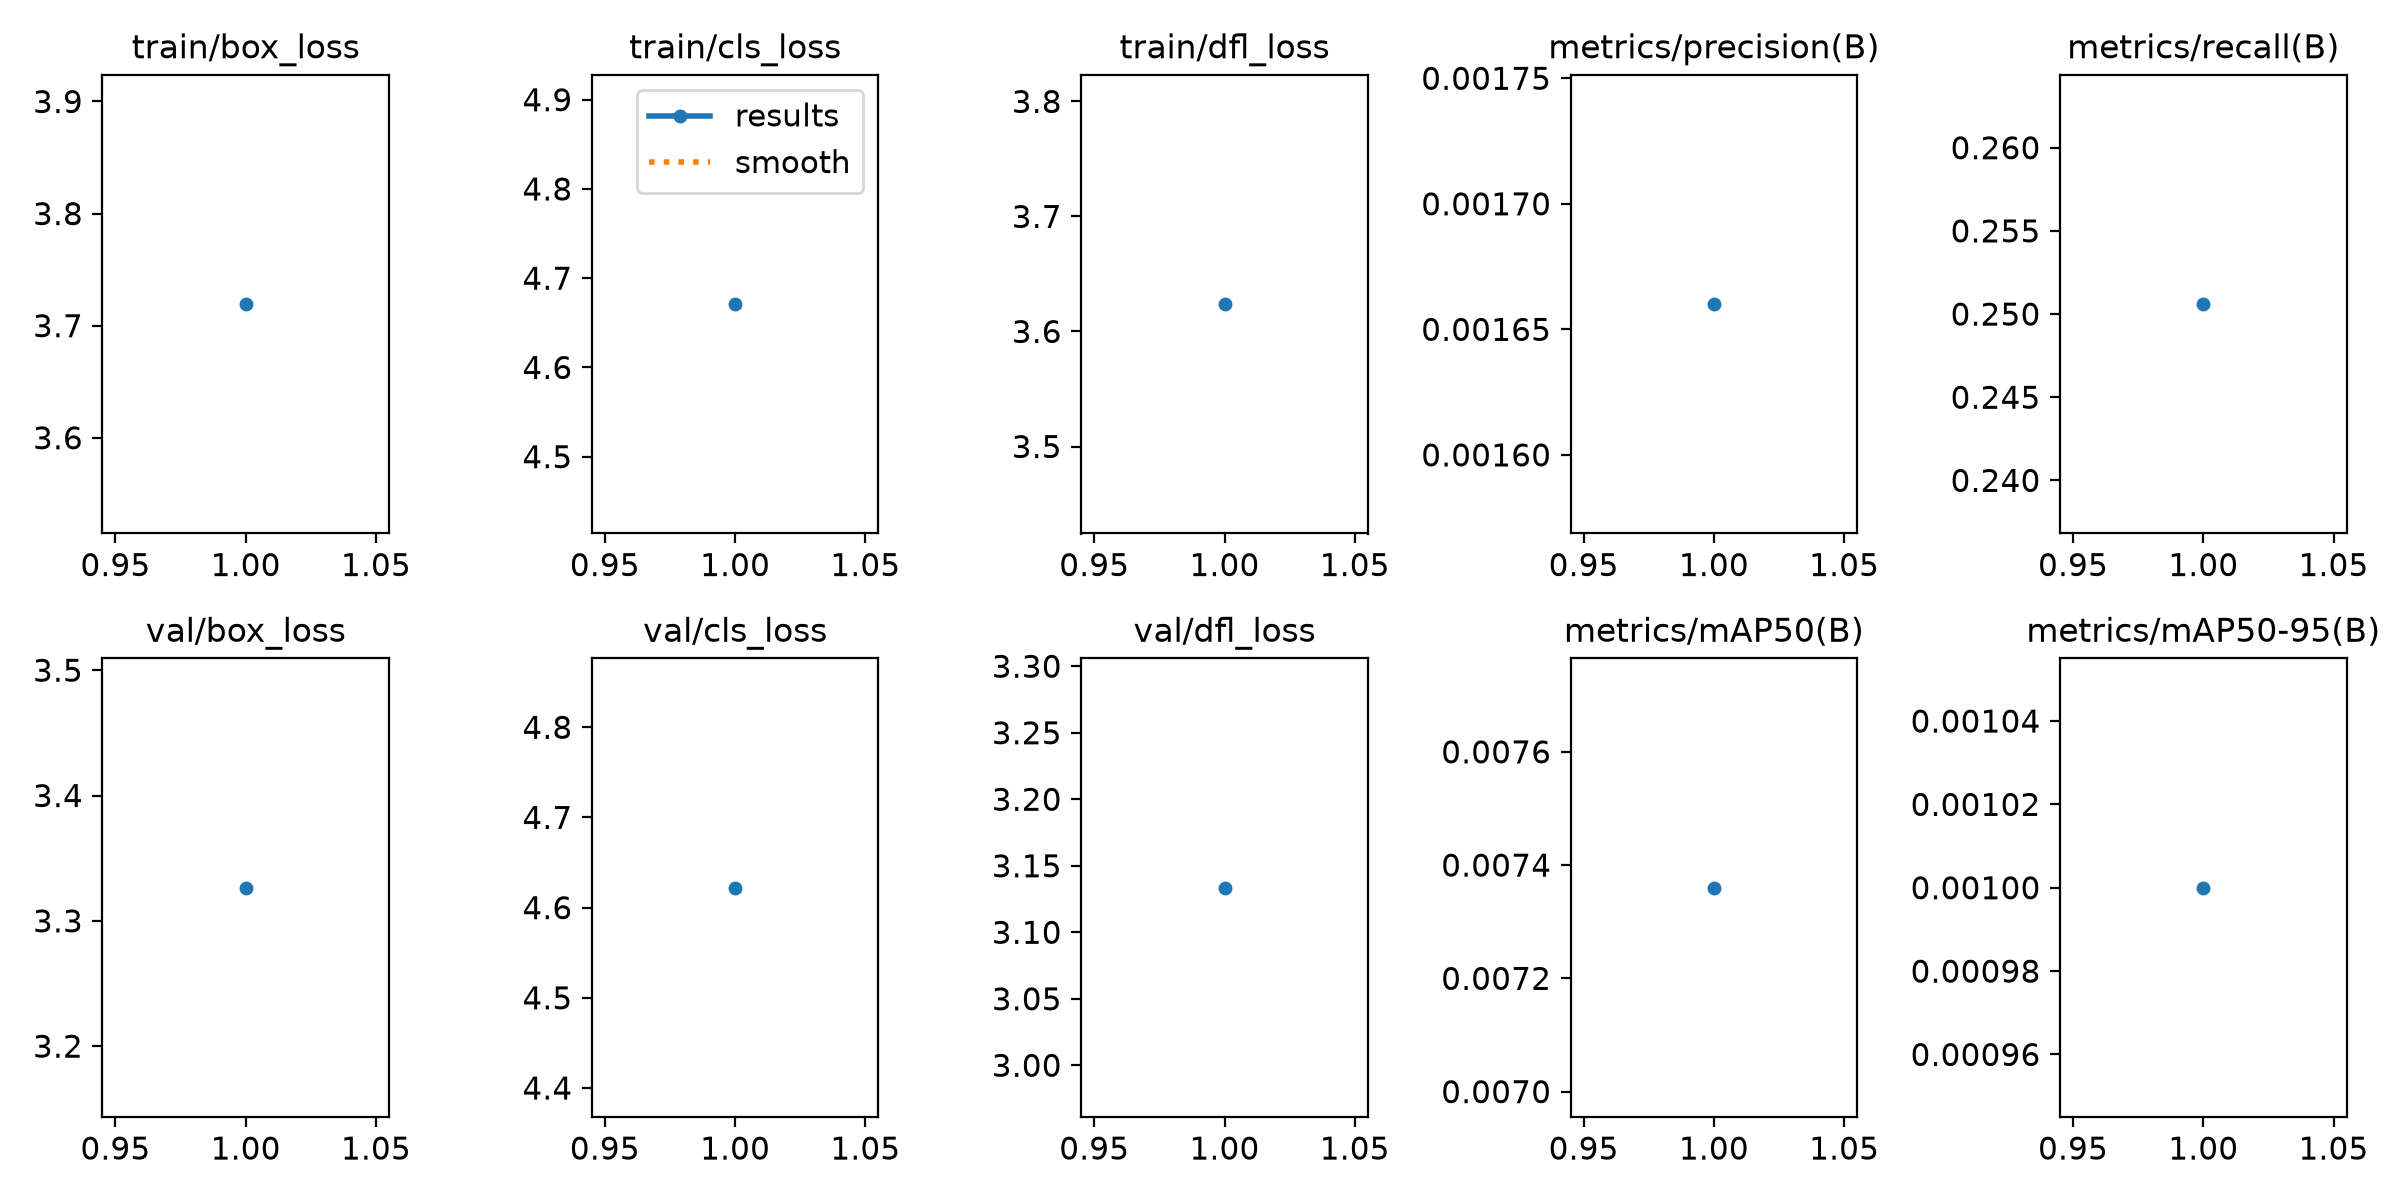 train/box_loss
3.9
3.8
3.7
3.6
0.95 1.00 1.05
train/cls_loss
results
smooth
4.9
4.8
4.7
4.6
4.5
0.95 1.00 1.05
train/dfl_loss
3.8
3.7
3.6
3.5
0.95 1.00 1.05
metrics/precision(B)
0.00175
0.00170
0.00165
0.00160
0.95 1.00 1.05
metrics/recall(B)
0.260
0.255
0.250
0.245
0.240
0.95 1.00 1.05
val/box_loss
3.5
3.4
3.3
3.2
0.95 1.00 1.05
val/cls_loss
4.8
4.7
4.6
4.5
4.4
0.95 1.00 1.05
val/dfl_loss
3.30
3.25
3.20
3.15
3.10
3.05
3.00
0.95 1.00 1.05
metrics/mAP50(B)
0.0076
0.0074
0.0072
0.0070
0.95 1.00 1.05
metrics/mAP50-95(B)
0.00104
0.00102
0.00100
0.00098
0.00096
0.95 1.00 1.05